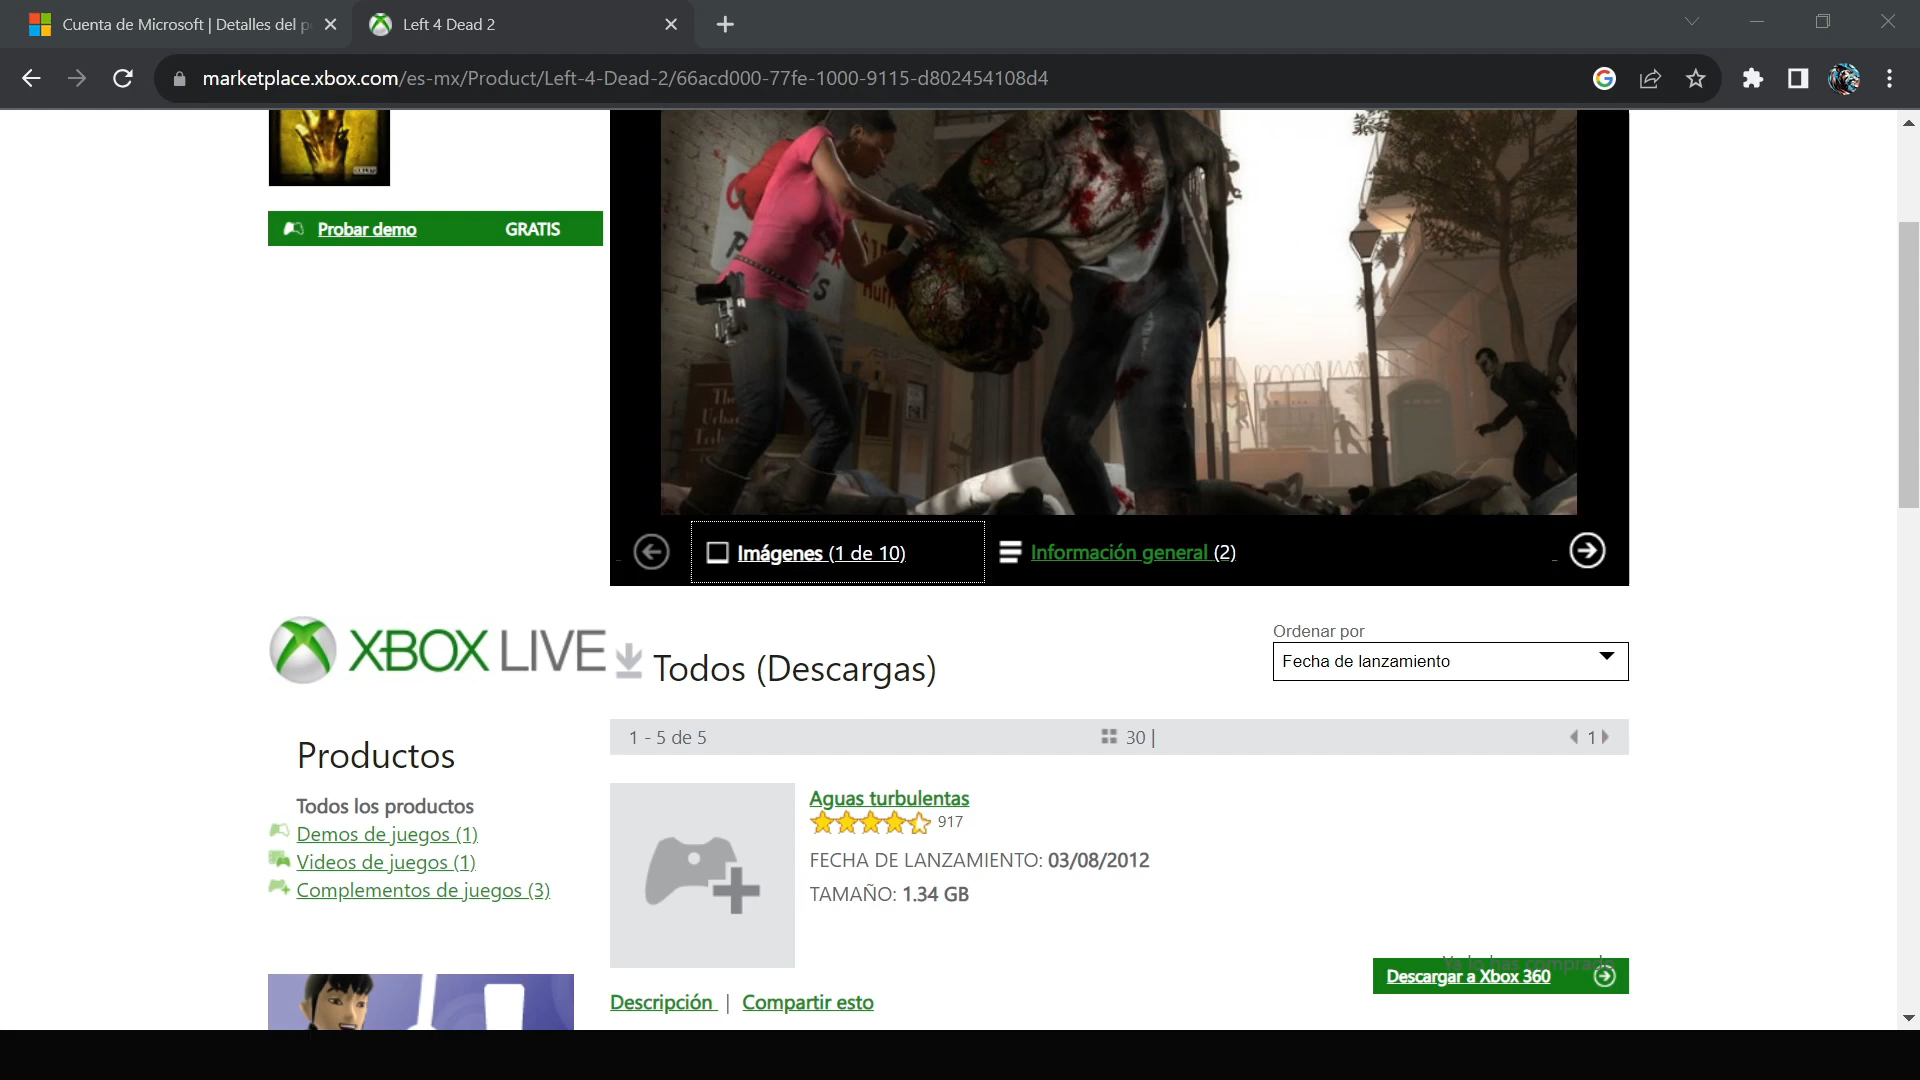 Cuenta de Microsoft | Detalles del p
Left 4 Dead 2
marketplace.xbox.com/es-mx/Product/Left-4-Dead-2/66acd000-77fe-1000-9115-d802454108d4
Probar demo GRATIS
Imágenes (1 de 10)
Información general (2)
XBOX LIVE
Todos (Descargas)
Ordenar por
Fecha de lanzamiento
1 - 5 de 5
30 |
1
Productos
Todos los productos
Demos de juegos (1)
Videos de juegos (1)
Complementos de juegos (3)
Aguas turbulentas
917
FECHA DE LANZAMIENTO: 03/08/2012
TAMAÑO: 1.34 GB
Ya lo has comprado
Descargar a Xbox 360
Descripción | Compartir esto